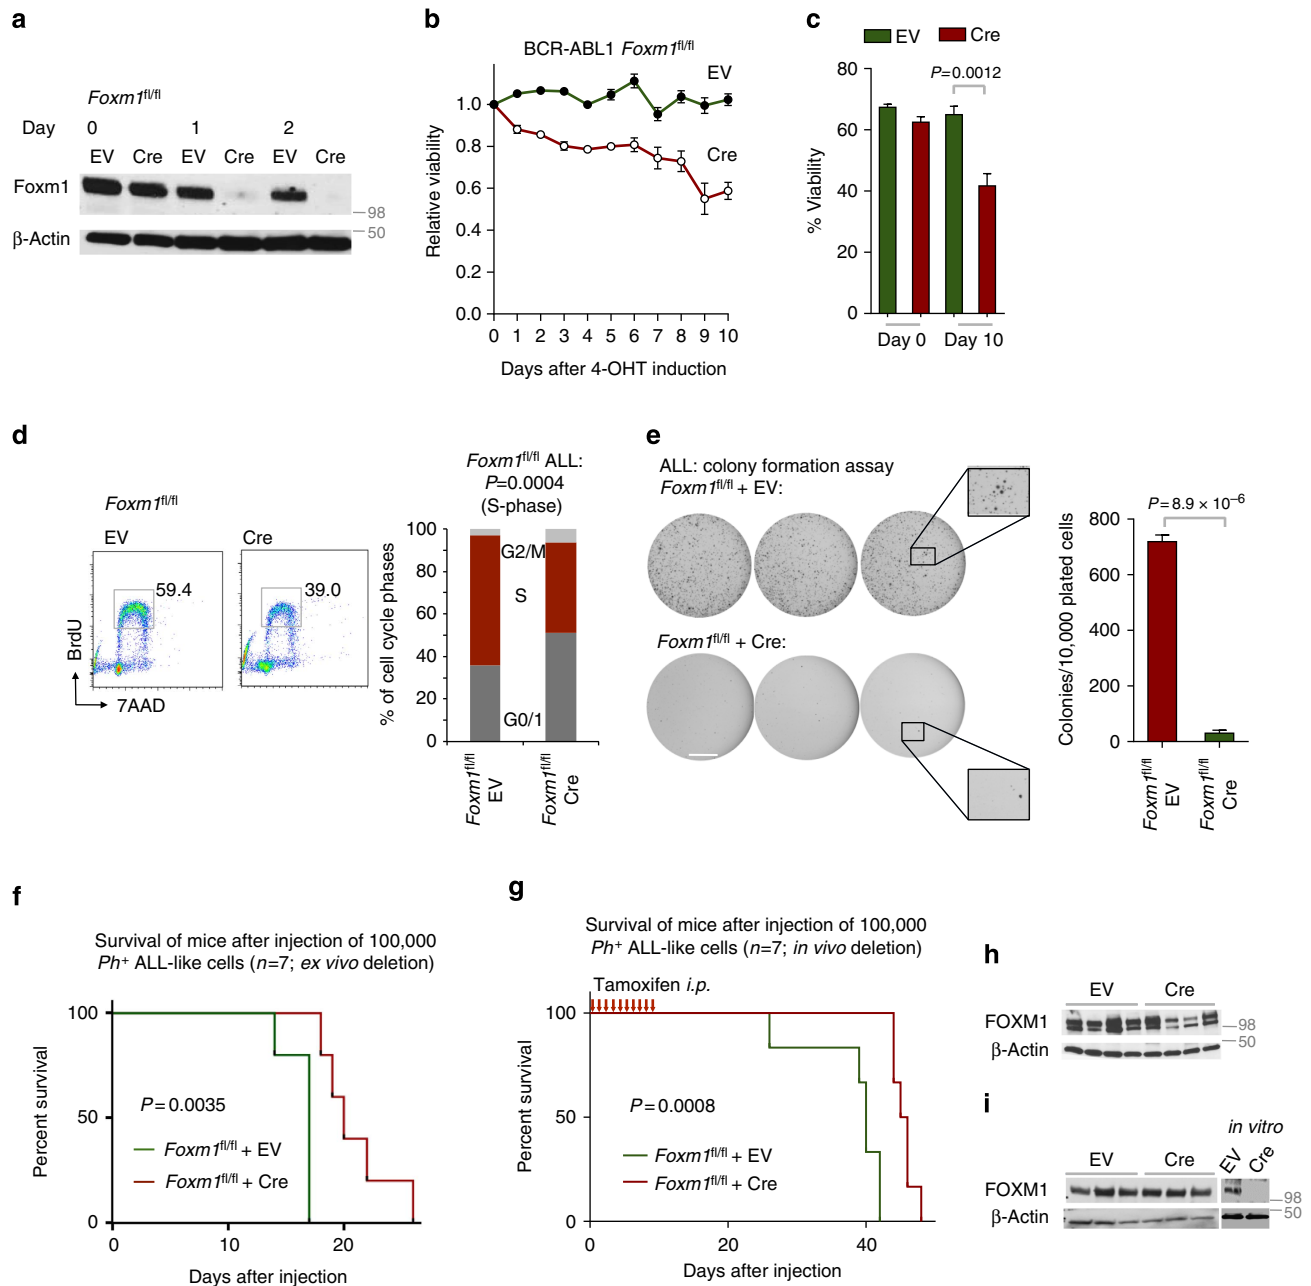 a
Foxm1fl/fl
Day 0 1 2
EV Cre EV Cre EV Cre
Foxm1
98
β-Actin
50
b
BCR-ABL1 Foxm1fl/fl
EV
Cre
Relative viability
1.0
0.8
0.6
0.4
0.2
0.0
0 1 2 3 4 5 6 7 8 9 10
Days after 4-OHT induction
c
EV Cre
P=0.0012
% Viability
80
60
40
20
0
Day 0 Day 10
d
Foxm1fl/fl
EV Cre
59.4 39.0
BrdU
7AAD
Foxm1fl/fl ALL:
P=0.0004
(S-phase)
% of cell cycle phases
100
80
60
40
20
0
G2/M
S
G0/1
Foxm1fl/fl
EV
Foxm1fl/fl
Cre
e
ALL: colony formation assay
Foxm1fl/fl + EV:
Foxm1fl/fl + Cre:
P=8.9 × 10–6
Colonies/10,000 plated cells
800
600
400
200
0
Foxm1fl/fl
EV
Foxm1fl/fl
Cre
f
Survival of mice after injection of 100,000
Ph+ ALL-like cells (n=7; ex vivo deletion)
Percent survival
100
50
0
P=0.0035
Foxm1fl/fl + EV
Foxm1fl/fl + Cre
0 10 20
Days after injection
g
Survival of mice after injection of 100,000
Ph+ ALL-like cells (n=7; in vivo deletion)
Tamoxifen i.p.
Percent survival
100
50
0
P=0.0008
Foxm1fl/fl + EV
Foxm1fl/fl + Cre
0 20 40
Days after injection
h
EV Cre
FOXM1
98
50
β-Actin
i
in vitro
EV Cre EV Cre
FOXM1
98
50
β-Actin